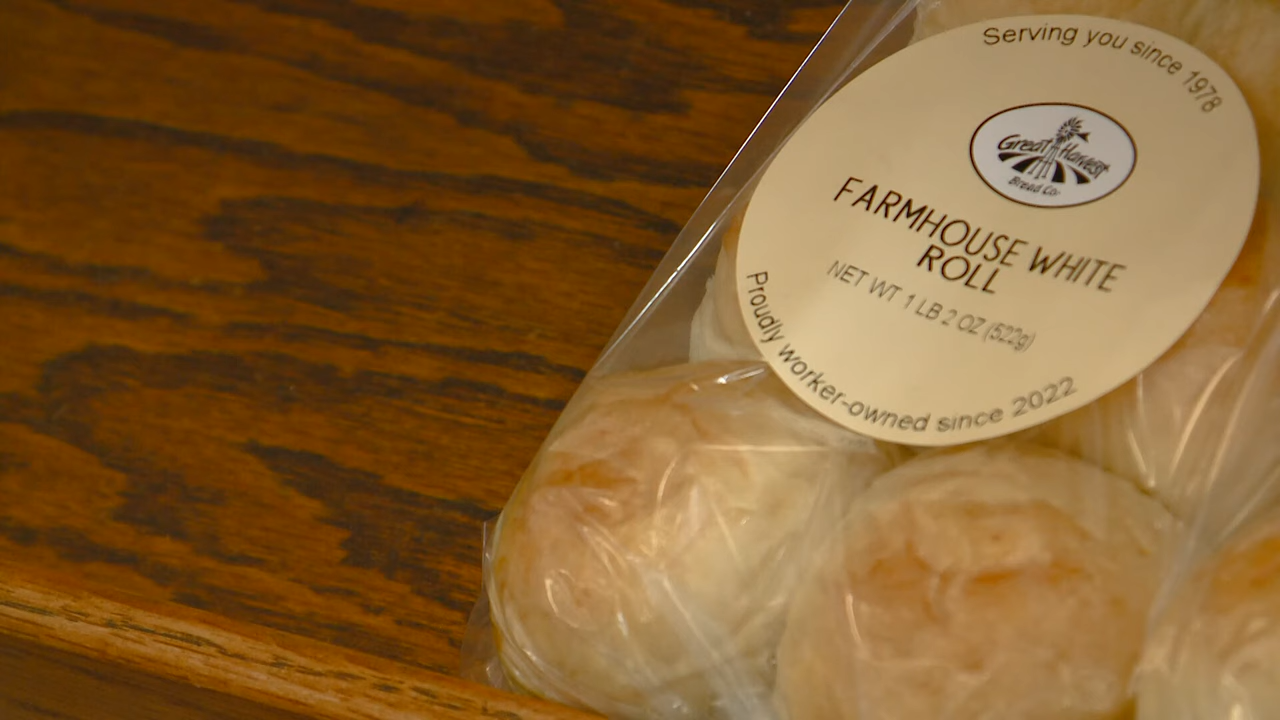 Serving you since 1978
Great Harvest
Bread Co.
FARMHOUSE WHITE
ROLL
NET WT 1 LB 2 OZ (522g)
Proudly worker-owned since 2022